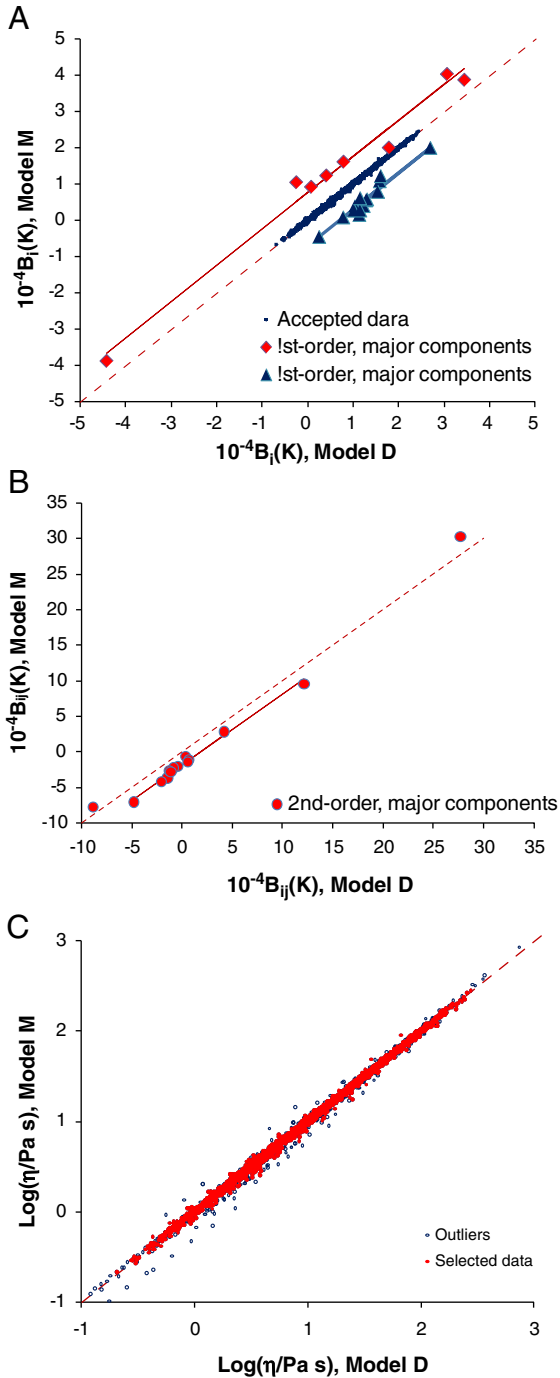 A
5
4
3
2
1
0
-1
-2
-3
-4
-5
10⁻⁴Bᵢ(K), Model M
Accepted dara
!st-order, major components
!st-order, major components
-5 -4 -3 -2 -1 0 1 2 3 4 5
10⁻⁴Bᵢ(K), Model D
B
35
30
25
20
15
10
5
0
-5
-10
10⁻⁴Bᵢⱼ(K), Model M
2nd-order, major components
-10 -5 0 5 10 15 20 25 30 35
10⁻⁴Bᵢⱼ(K), Model D
C
3
2
1
0
-1
Log(η/Pa s), Model M
Outliers
Selected data
-1 0 1 2 3
Log(η/Pa s), Model D